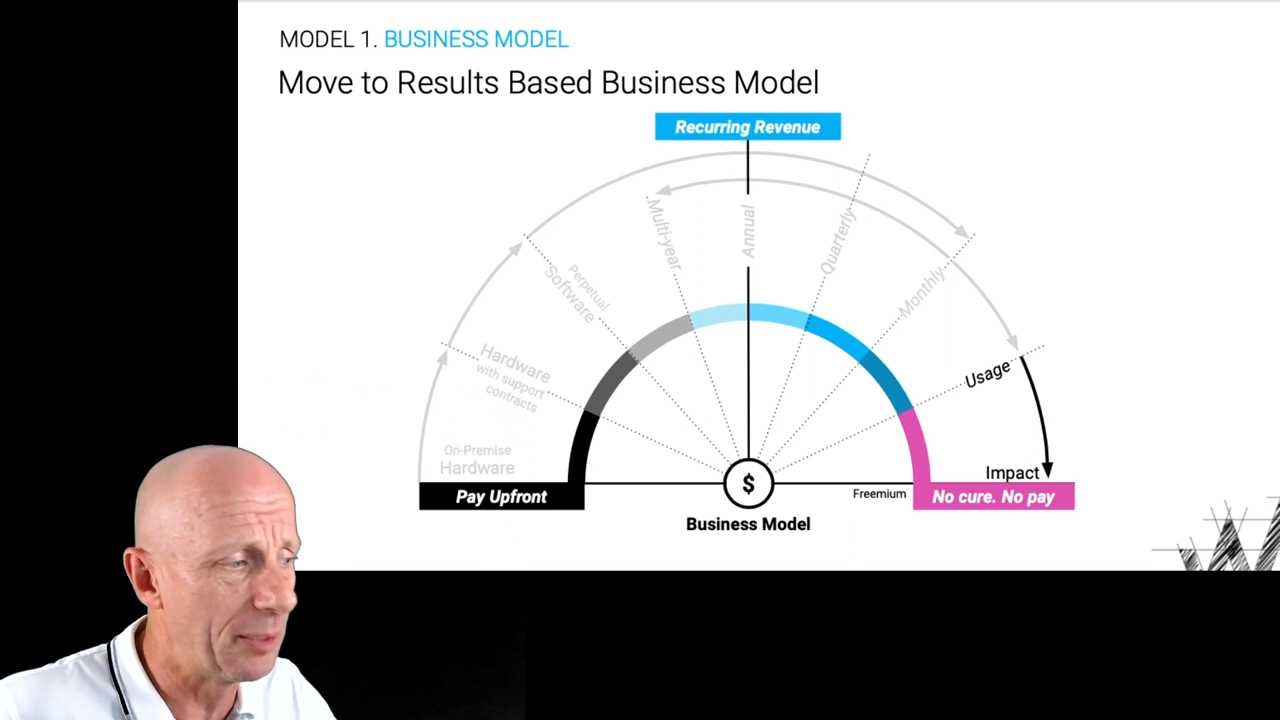 MODEL 1. BUSINESS MODEL
Move to Results Based Business Model
Recurring Revenue
Multi-year
Annual
Quarterly
Perpetual
Software
Monthly
Hardware
with support
contracts
Usage
On-Premise
Hardware
Impact
Pay Upfront
$
Freemium
No cure. No pay
Business Model